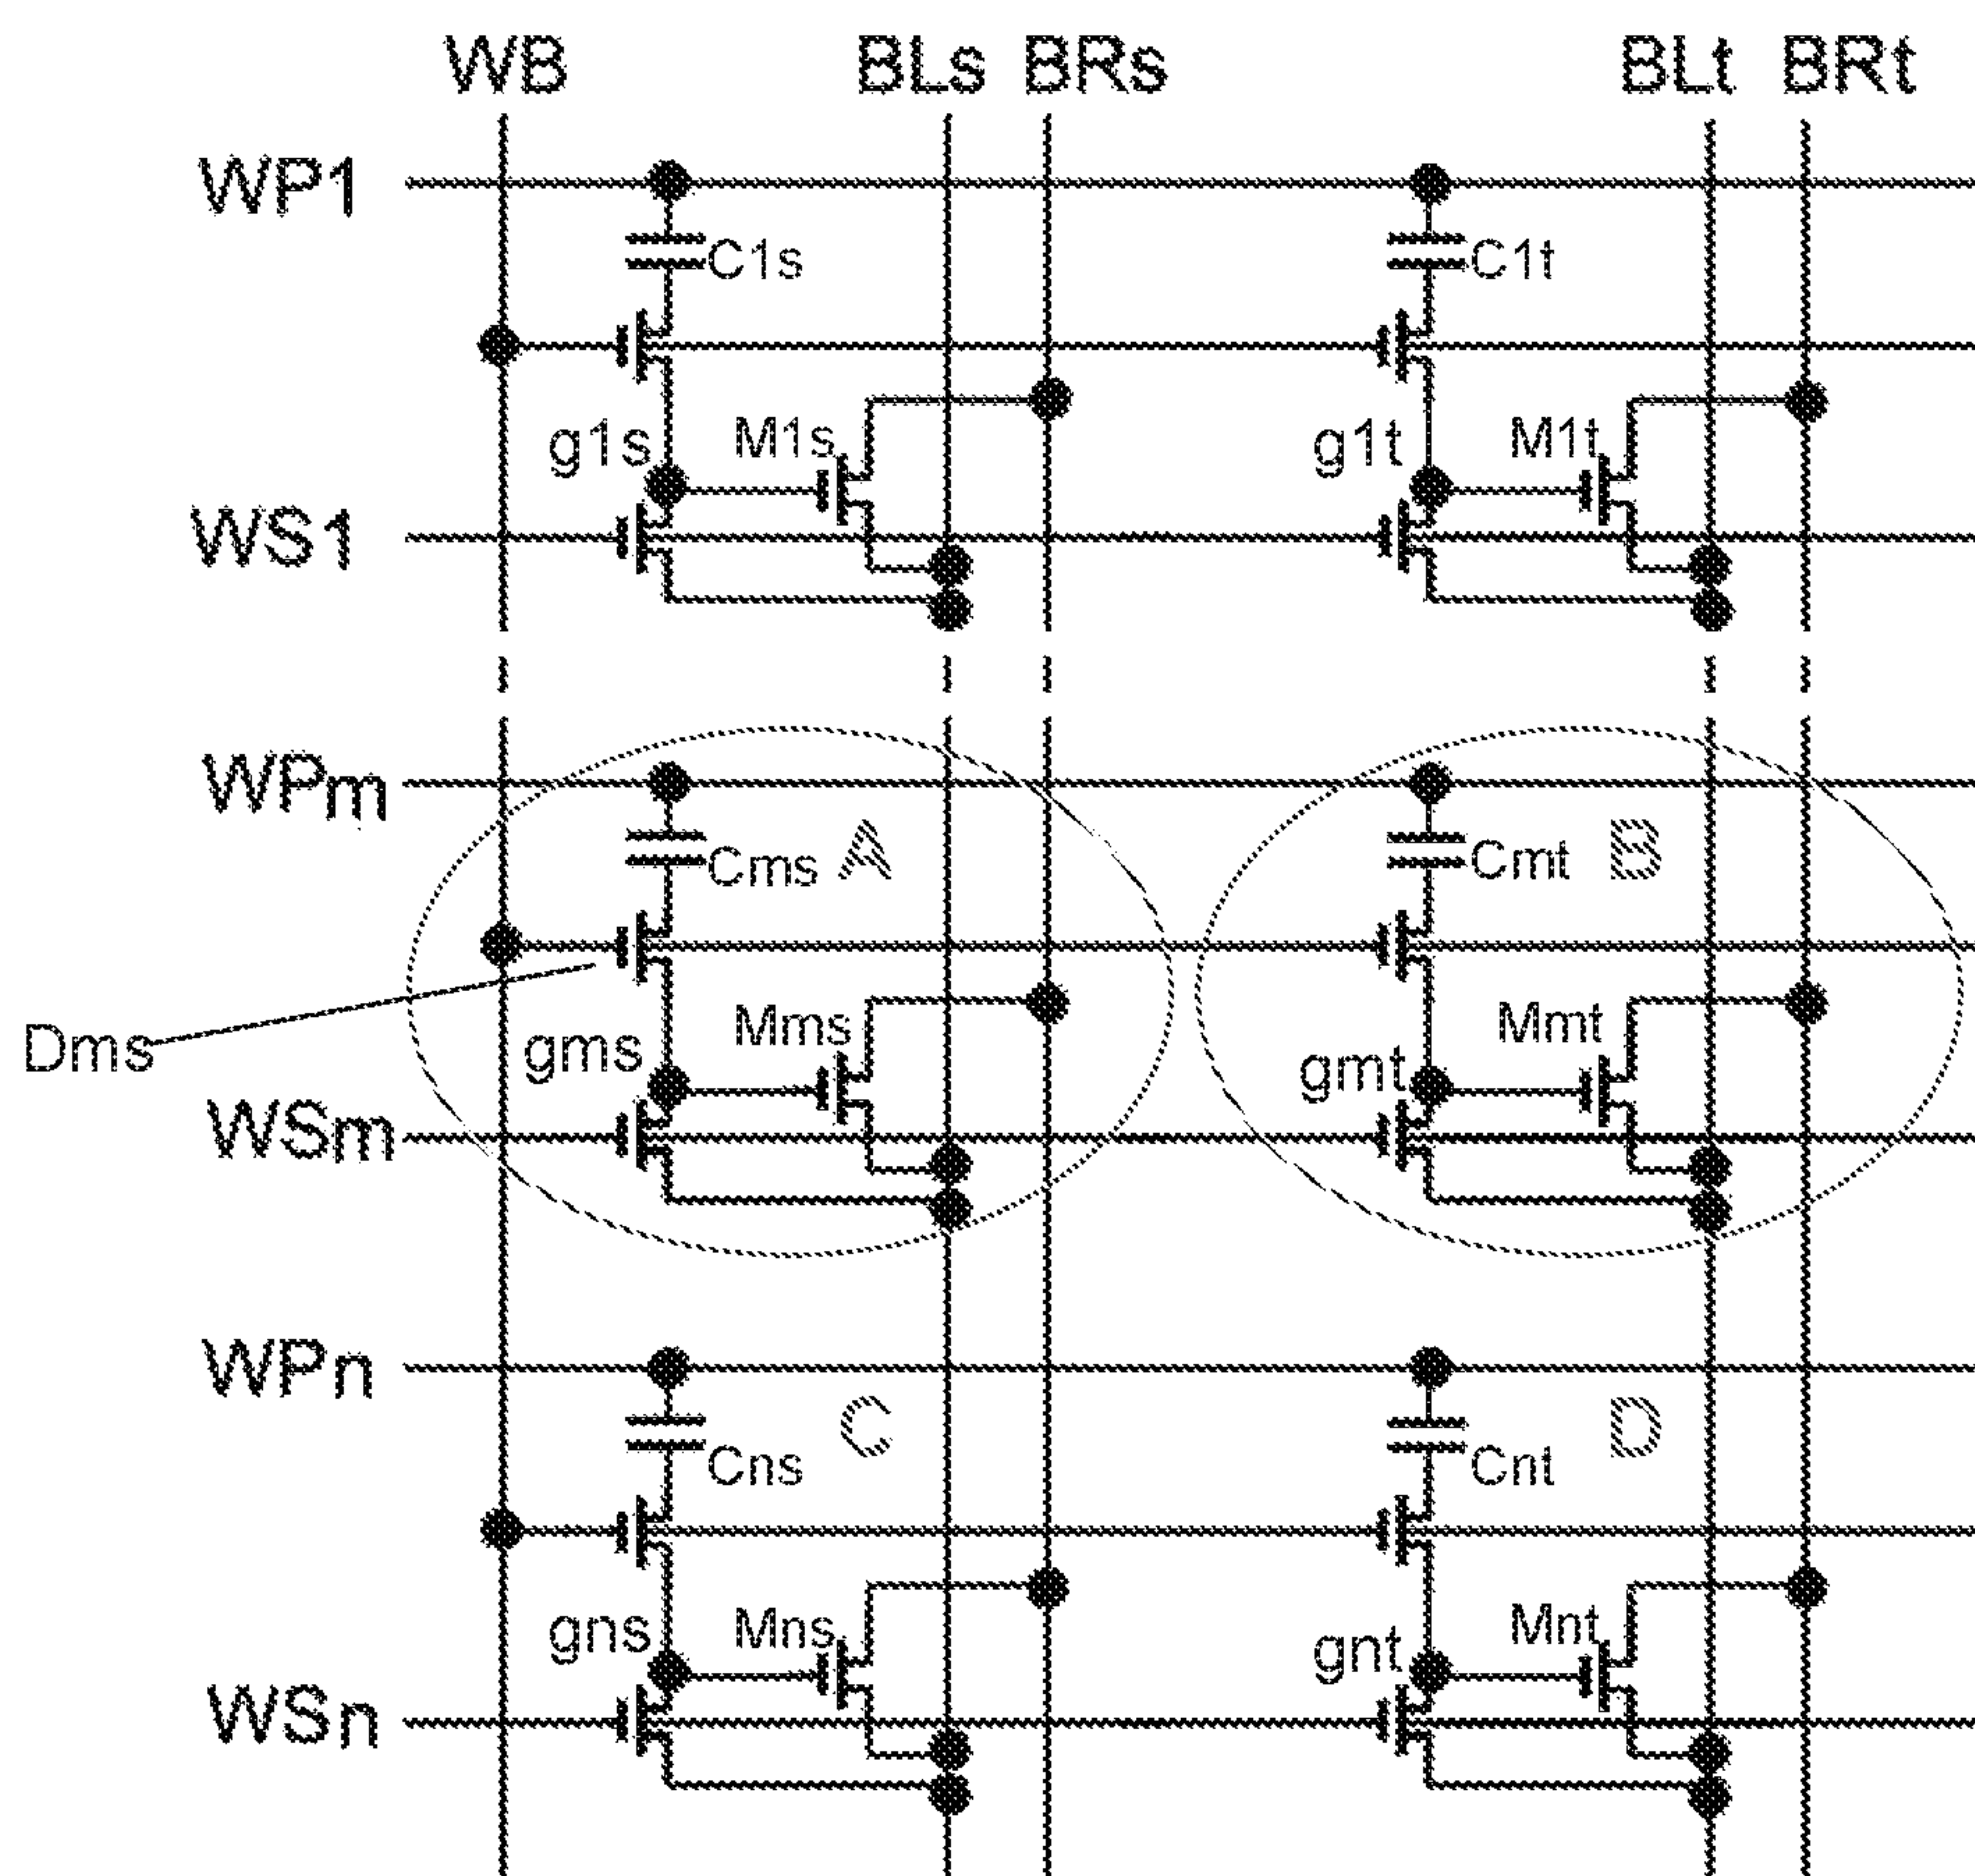 WB BLs BRs BLt BRt
WP1
C1s C1t
g1s M1s g1t M1t
WS1
WPm
Cms A Cmt B
Dms gms Mms gmt Mmt
WSm
WPn
Cns C Cnt D
gns Mns gnt Mnt
WSn